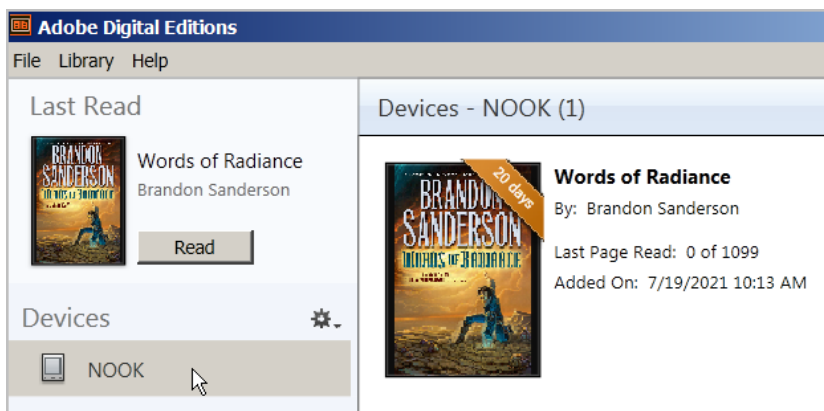 Adobe Digital Editions
File Library Help
Last Read
BRANDON
SANDERSON
WORDS OF RADIANCE
Words of Radiance
Brandon Sanderson
Read
Devices
NOOK
Devices - NOOK (1)
BRANDON
SANDERSON
WORDS OF RADIANCE
20 days
Words of Radiance
By: Brandon Sanderson
Last Page Read: 0 of 1099
Added On: 7/19/2021 10:13 AM